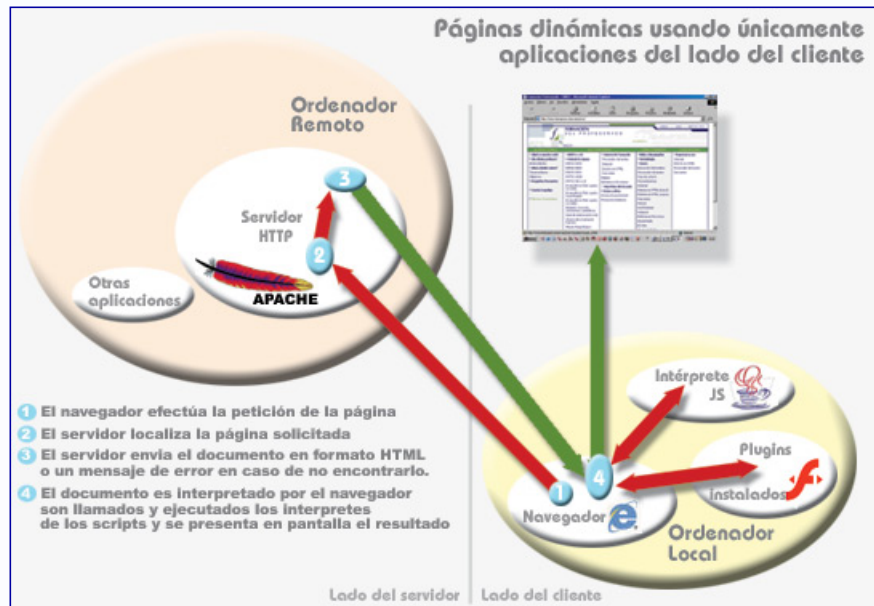 Páginas dinámicas usando únicamente
aplicaciones del lado del cliente
Ordenador
Remoto
3
Servidor
HTTP
2
APACHE
Otras
aplicaciones
Intérprete
JS
Plugins
instalados
4
1
Navegador
Ordenador
Local
1 El navegador efectúa la petición de la página
2 El servidor localiza la página solicitada
3 El servidor envia el documento en formato HTML
o un mensaje de error en caso de no encontrarlo.
4 El documento es interpretado por el navegador
son llamados y ejecutados los interpretes
de los scripts y se presenta en pantalla el resultado
Lado del servidor
Lado del cliente